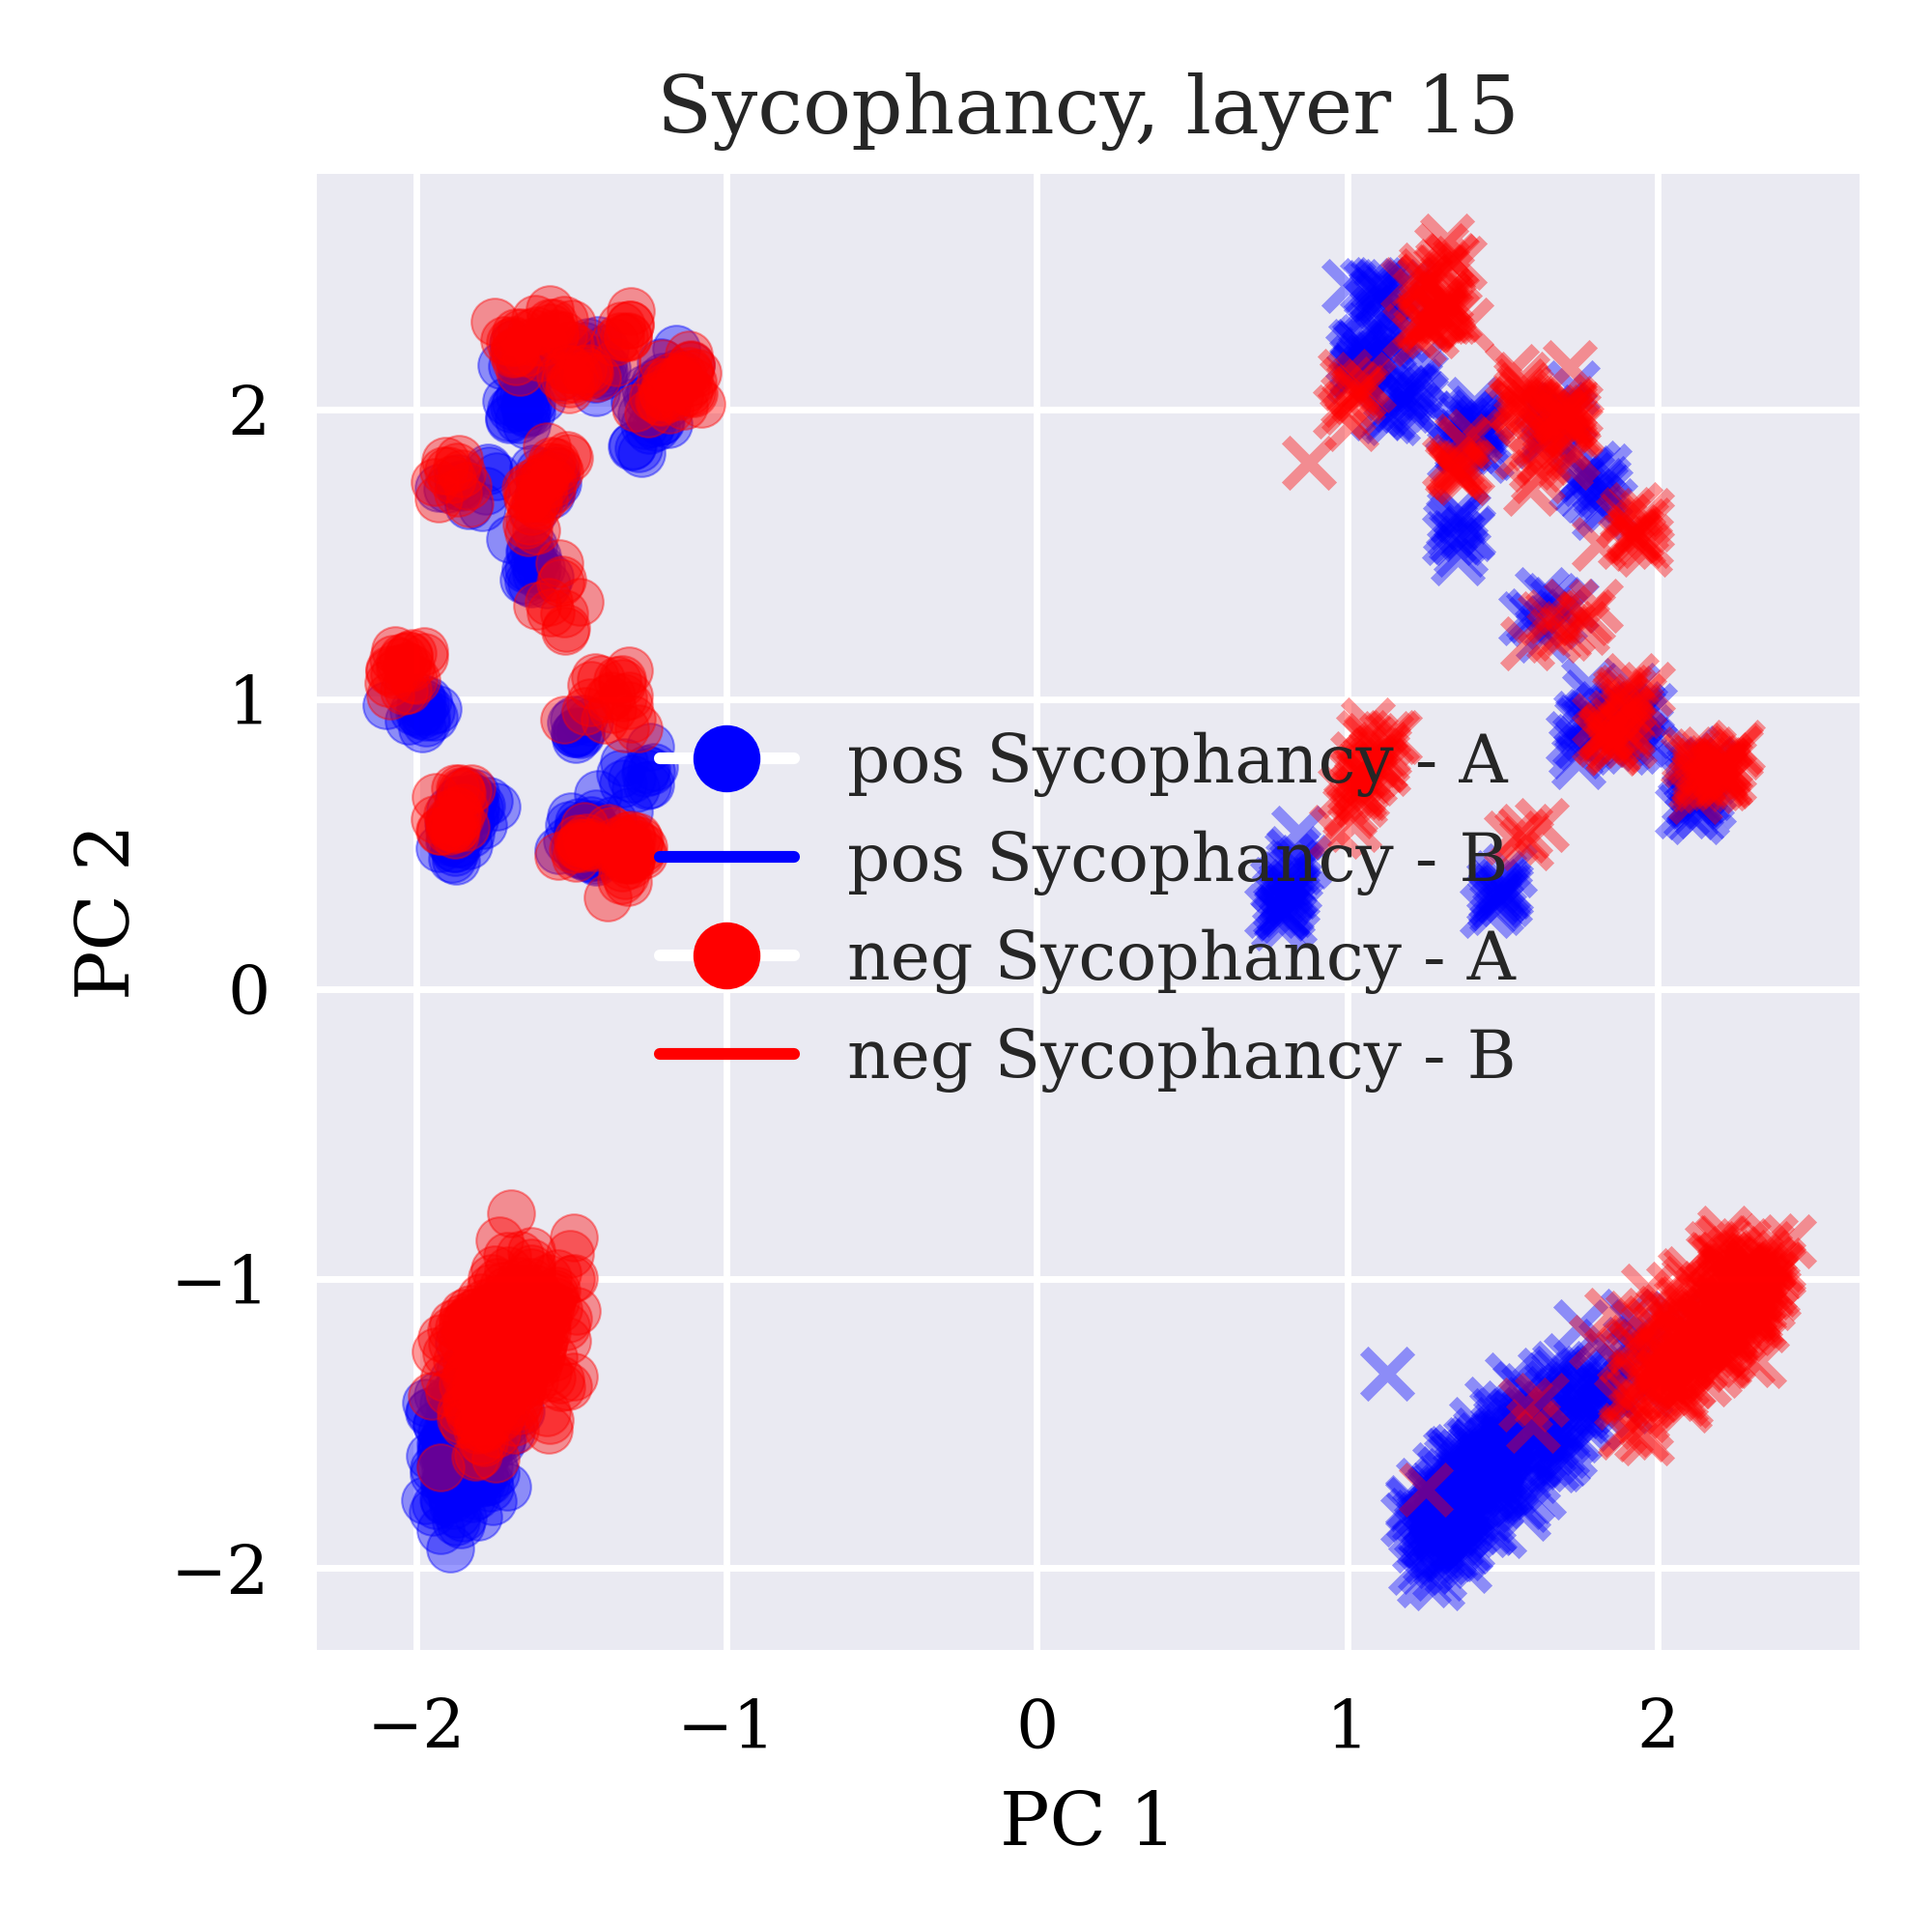 Sycophancy, layer 15
PC 2
2
1
0
−1
−2
pos Sycophancy - A
pos Sycophancy - B
neg Sycophancy - A
neg Sycophancy - B
−2 −1 0 1 2
PC 1